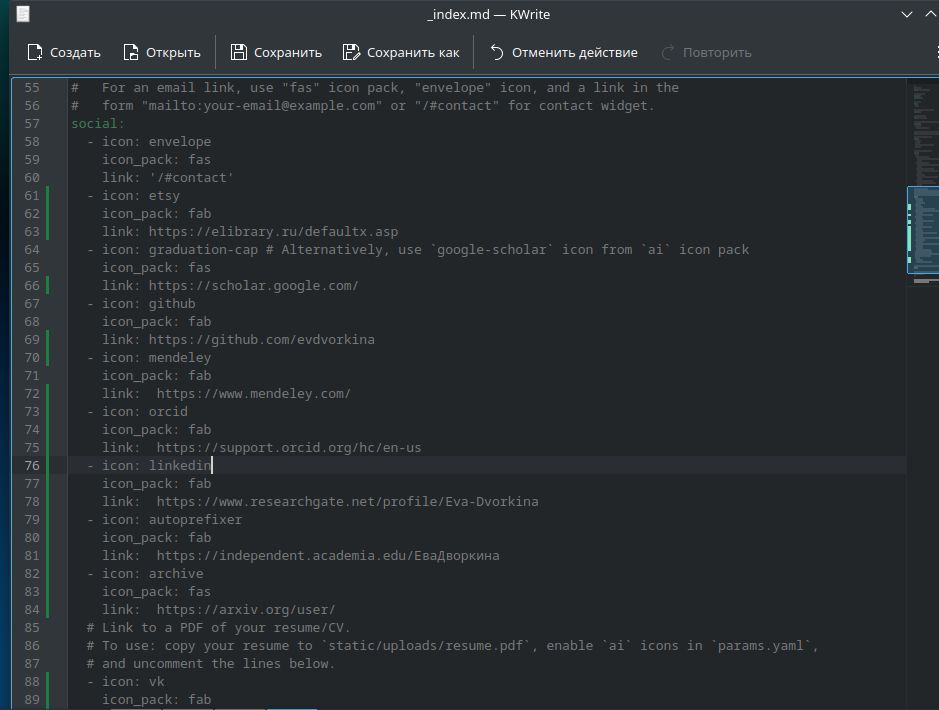 _index.md — KWrite
Создать Открыть Сохранить Сохранить как Отменить действие Повторить
55 #   For an email link, use "fas" icon pack, "envelope" icon, and a link in the
56 #   form "mailto:your-email@example.com" or "/#contact" for contact widget.
57 social:
58   - icon: envelope
59     icon_pack: fas
60     link: '/#contact'
61   - icon: etsy
62     icon_pack: fab
63     link: https://elibrary.ru/defaultx.asp
64   - icon: graduation-cap # Alternatively, use `google-scholar` icon from `ai` icon pack
65     icon_pack: fas
66     link: https://scholar.google.com/
67   - icon: github
68     icon_pack: fab
69     link: https://github.com/evdvorkina
70   - icon: mendeley
71     icon_pack: fab
72     link:  https://www.mendeley.com/
73   - icon: orcid
74     icon_pack: fab
75     link:  https://support.orcid.org/hc/en-us
76   - icon: linkedin
77     icon_pack: fab
78     link:  https://www.researchgate.net/profile/Eva-Dvorkina
79   - icon: autoprefixer
80     icon_pack: fab
81     link:  https://independent.academia.edu/ЕваДворкина
82   - icon: archive
83     icon_pack: fas
84     link:  https://arxiv.org/user/
85   # Link to a PDF of your resume/CV.
86   # To use: copy your resume to `static/uploads/resume.pdf`, enable `ai` icons in `params.yaml`,
87   # and uncomment the lines below.
88   - icon: vk
89     icon_pack: fab